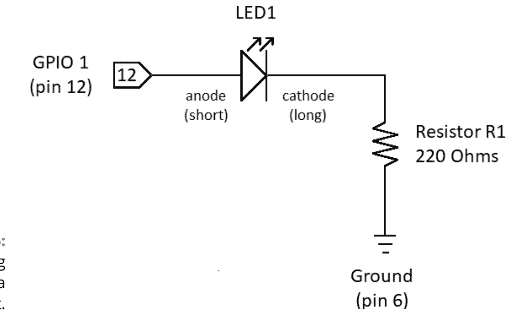 LED1
GPIO 1
(pin 12)
12
anode
(short)
cathode
(long)
Resistor R1
220 Ohms
Ground
(pin 6)
:
g
a
.